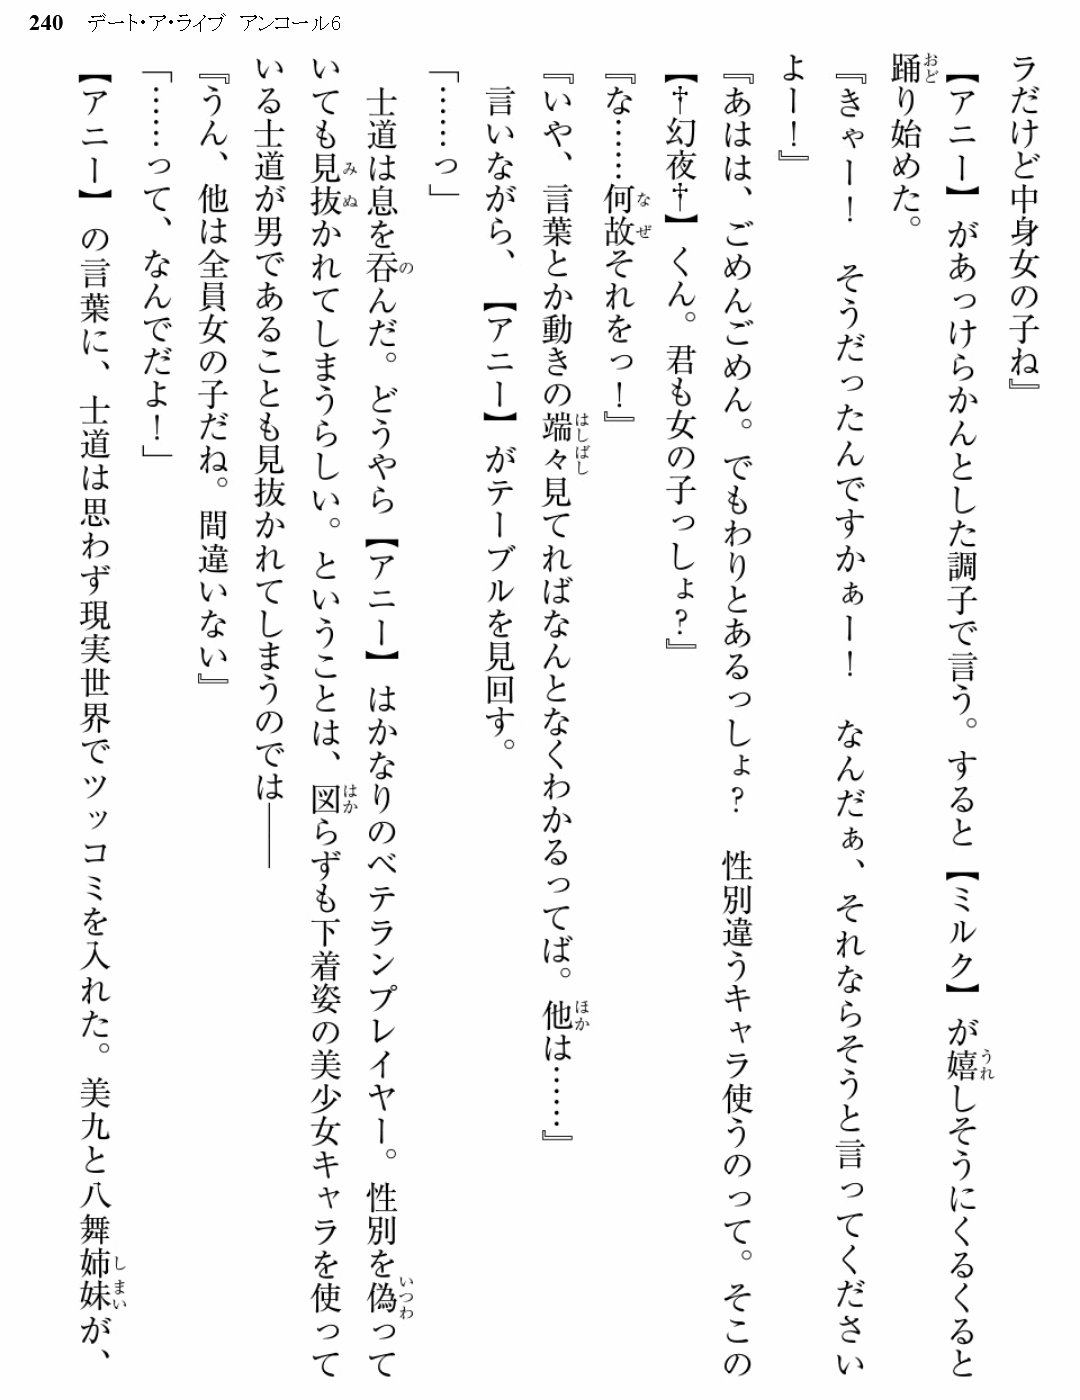 240 デート・ア・ライブ アンコール6
ラだけど中身女の子ね』
【アニー】があっけらかんとした調子で言う。すると【ミルク】が嬉しそうにくるくると
踊り始めた。
『きゃー！　そうだったんですかぁー！　なんだぁ、それならそうと言ってください
よー！』
『あはは、ごめんごめん。でもわりとあるっしょ？　性別違うキャラ使うのって。そこの
【†幻夜†】くん。君も女の子っしょ？』
『な……何故それをっ！』
『いや、言葉とか動きの端々見てればなんとなくわかるってば。他は……』
言いながら、【アニー】がテーブルを見回す。
「……っ」
士道は息を呑んだ。どうやら【アニー】はかなりのベテランプレイヤー。性別を偽って
いても見抜かれてしまうらしい。ということは、図らずも下着姿の美少女キャラを使って
いる士道が男であることも見抜かれてしまうのでは――
『うん、他は全員女の子だね。間違いない』
「……って、なんでだよ！」
【アニー】の言葉に、士道は思わず現実世界でツッコミを入れた。美九と八舞姉妹が、